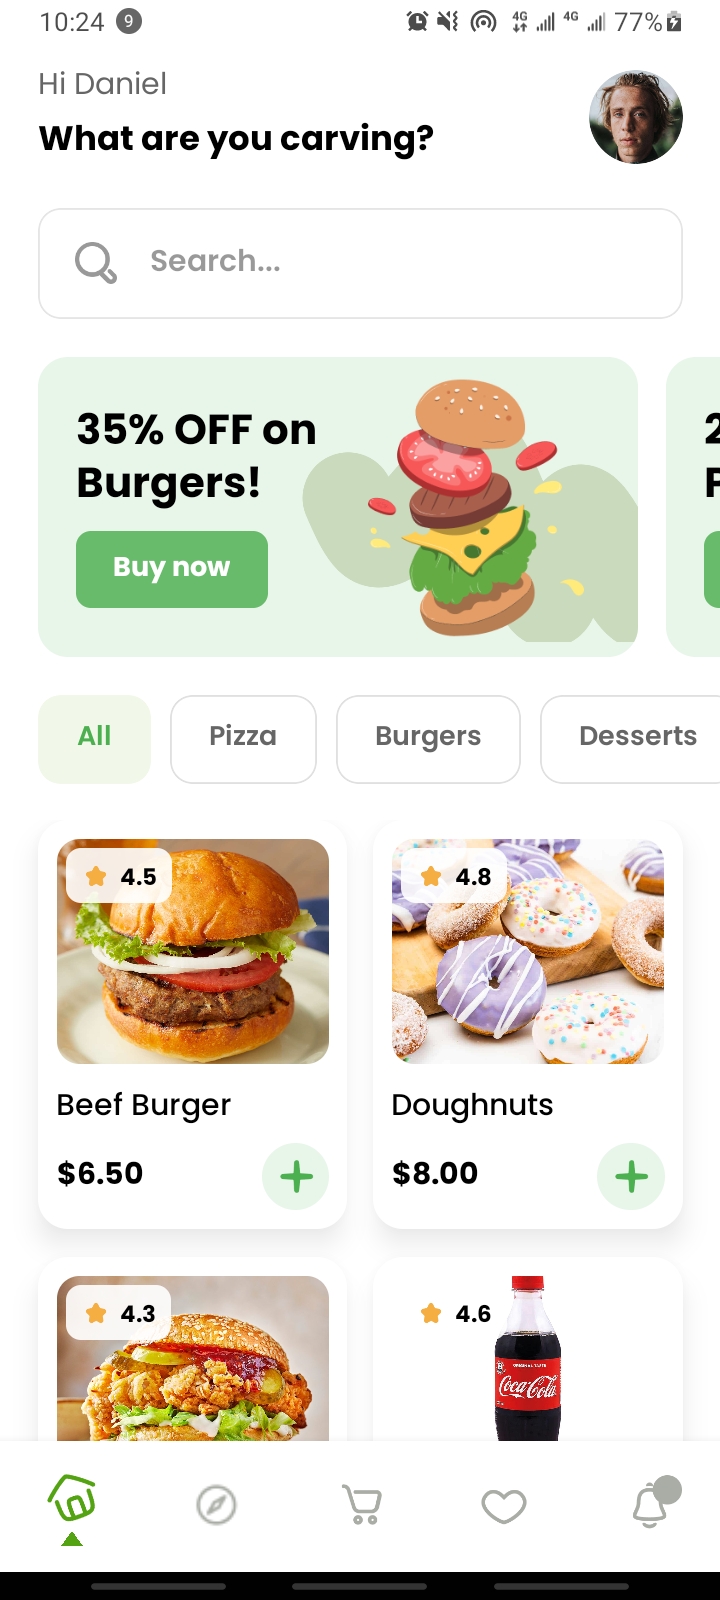 10:24 9 4G 4G 77%
Hi Daniel
What are you carving?
Search...
35% OFF on
Burgers!
Buy now
2
All Pizza Burgers Desserts
4.5 4.8
Beef Burger Doughnuts
$6.50 $8.00
4.3 4.6
ORIGINAL TASTE
Coca-Cola